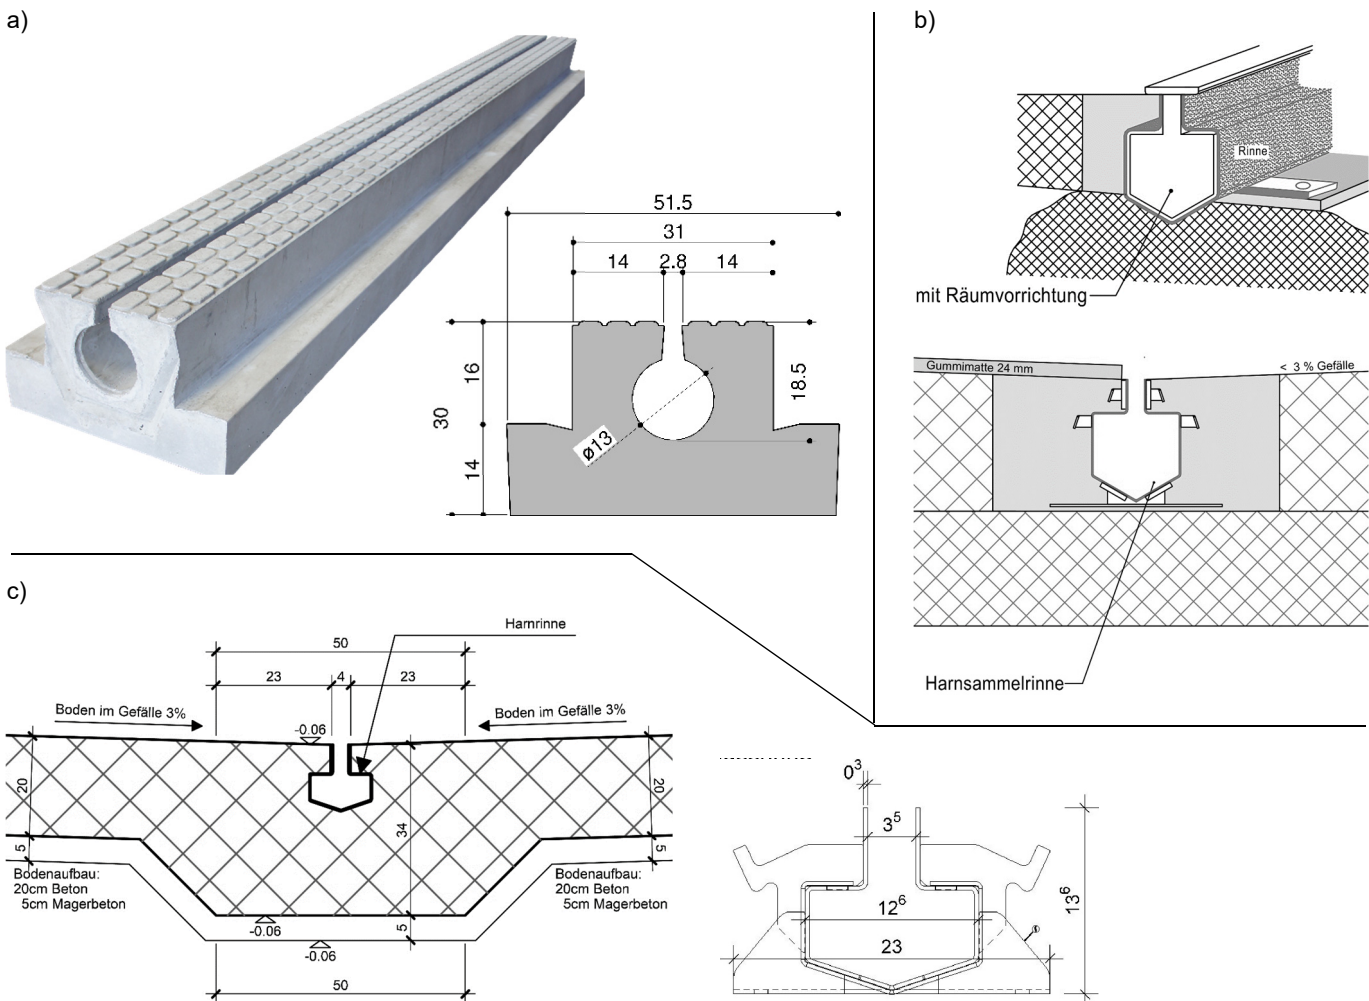 a)
51.5
31
14 2.8 14
16
30
14
18.5
ø13
b)
Rinne
mit Räumvorrichtung
Gummimatte 24 mm
< 3 % Gefälle
Harnsammelrinne
c)
Harnrinne
50
23 4 23
Boden im Gefälle 3%
Boden im Gefälle 3%
-0.06
20
20
34
5
5
Bodenaufbau:
20cm Beton
5cm Magerbeton
Bodenaufbau:
20cm Beton
5cm Magerbeton
-0.06
5
-0.06
50
0³
3⁵
12⁶
23
13⁶